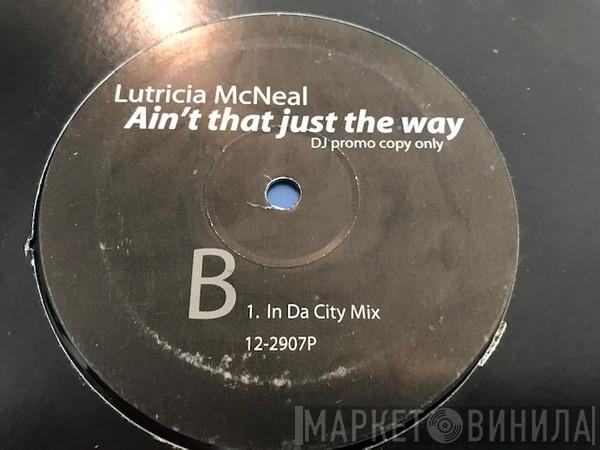 Lutricia McNeal
Ain't that just the way
DJ promo copy only
B
1. In Da City Mix
12-2907P
МАРКЕТ ВИНИЛА